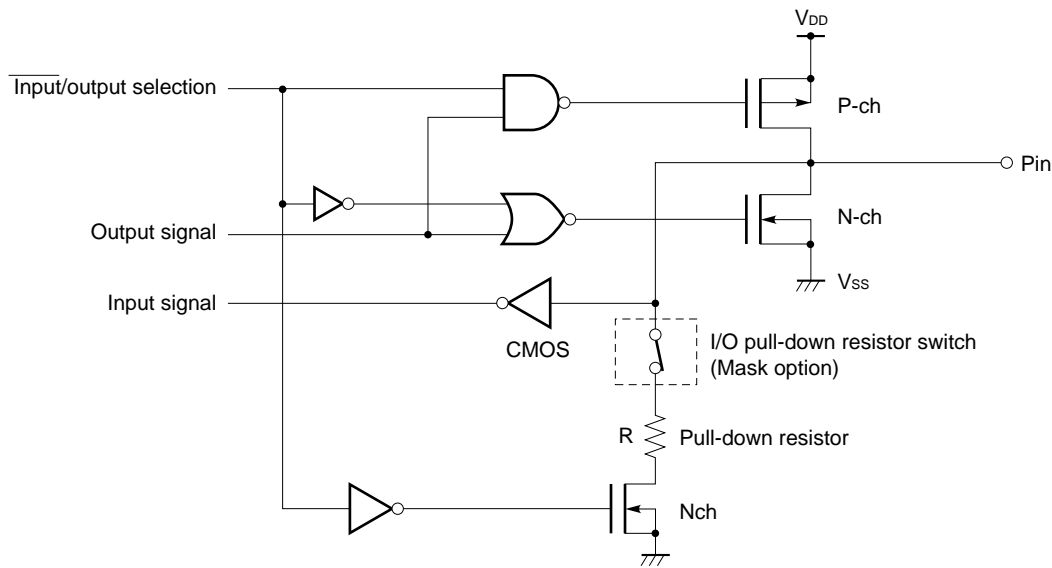 VDD
Input/output selection
P-ch
Pin
N-ch
Output signal
VSS
Input signal
CMOS
I/O pull-down resistor switch
(Mask option)
R
Pull-down resistor
Nch